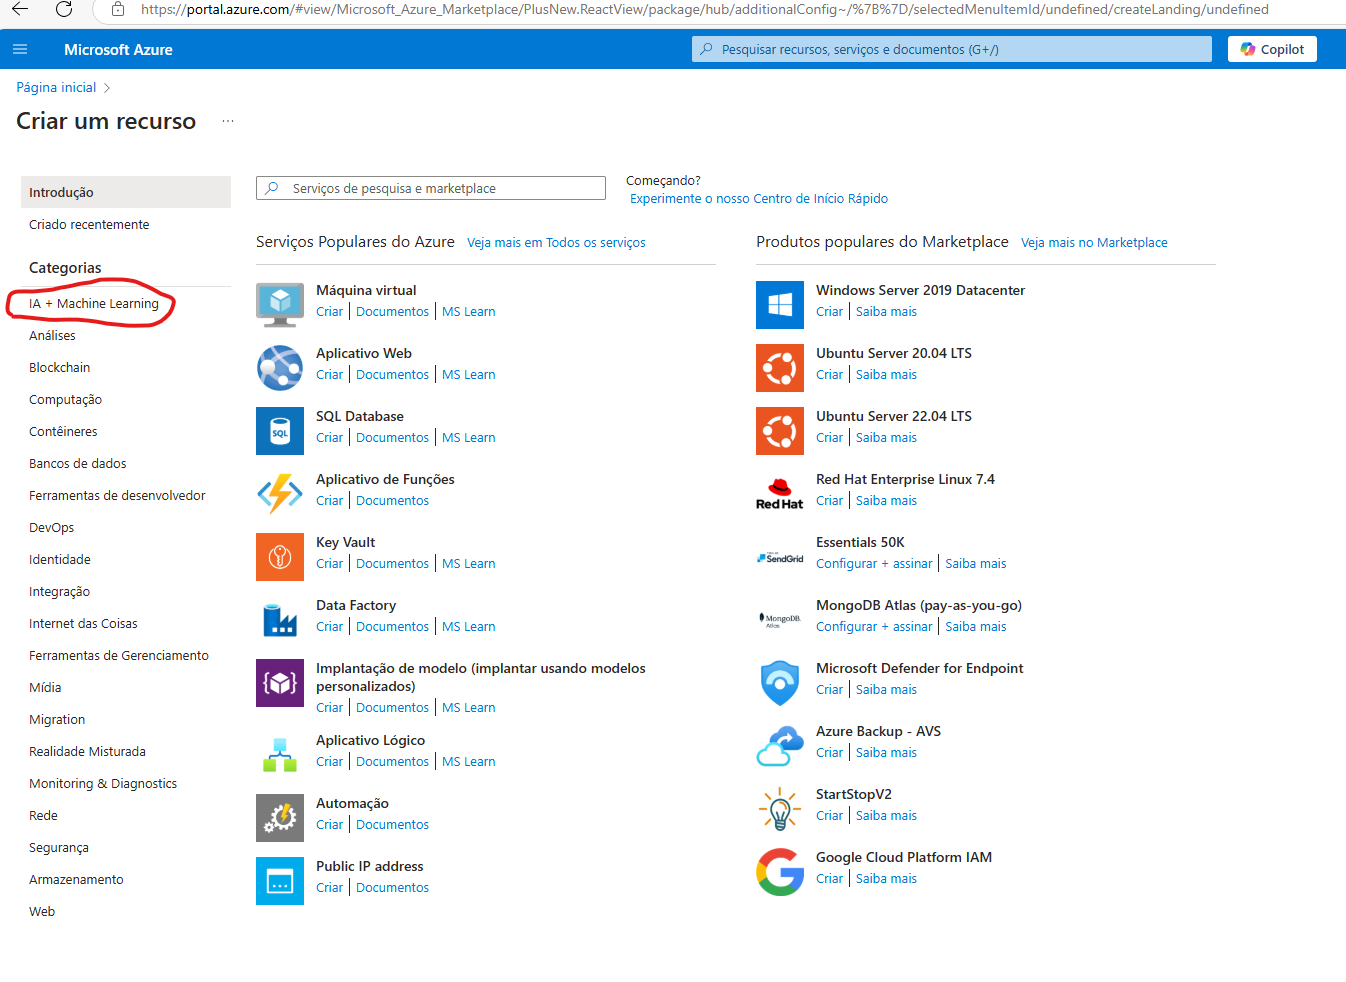 https://portal.azure.com/#view/Microsoft_Azure_Marketplace/PlusNew.ReactView/package/hub/additionalConfig~/%7B%7D/selectedMenuItemId/undefined/createLanding/undefined
Microsoft Azure
Pesquisar recursos, serviços e documentos (G+/)
Copilot
Página inicial
Criar um recurso
Introdução
Criado recentemente
Categorias
IA + Machine Learning
Análises
Blockchain
Computação
Contêineres
Bancos de dados
Ferramentas de desenvolvedor
DevOps
Identidade
Integração
Internet das Coisas
Ferramentas de Gerenciamento
Mídia
Migration
Realidade Misturada
Monitoring & Diagnostics
Rede
Segurança
Armazenamento
Web
Serviços de pesquisa e marketplace
Começando?
Experimente o nosso Centro de Início Rápido
Serviços Populares do Azure Veja mais em Todos os serviços
Máquina virtual
Criar | Documentos | MS Learn
Aplicativo Web
Criar | Documentos | MS Learn
SQL
SQL Database
Criar | Documentos | MS Learn
Aplicativo de Funções
Criar | Documentos
Key Vault
Criar | Documentos | MS Learn
Data Factory
Criar | Documentos | MS Learn
Implantação de modelo (implantar usando modelos
personalizados)
Criar | Documentos | MS Learn
Aplicativo Lógico
Criar | Documentos | MS Learn
Automação
Criar | Documentos
Public IP address
Criar | Documentos
Produtos populares do Marketplace Veja mais no Marketplace
Windows Server 2019 Datacenter
Criar | Saiba mais
Ubuntu Server 20.04 LTS
Criar | Saiba mais
Ubuntu Server 22.04 LTS
Criar | Saiba mais
Red Hat
Red Hat Enterprise Linux 7.4
Criar | Saiba mais
SendGrid
Essentials 50K
Configurar + assinar | Saiba mais
MongoDB.
Atlas
MongoDB Atlas (pay-as-you-go)
Configurar + assinar | Saiba mais
Microsoft Defender for Endpoint
Criar | Saiba mais
Azure Backup - AVS
Criar | Saiba mais
StartStopV2
Criar | Saiba mais
Google Cloud Platform IAM
Criar | Saiba mais